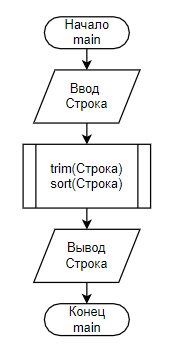 Начало
main
Ввод
Строка
trim(Строка)
sort(Строка)
Вывод
Строка
Конец
main